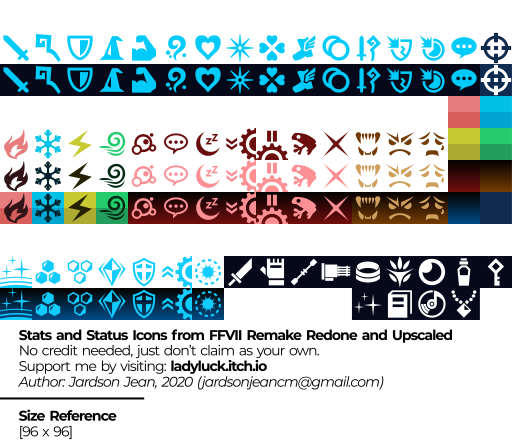 Stats and Status Icons from FFVII Remake Redone and Upscaled
No credit needed, just don't claim as your own.
Support me by visiting: ladyluck.itch.io
Author: Jardson Jean, 2020 (jardsonjeancm@gmail.com)
Size Reference
[96 x 96]